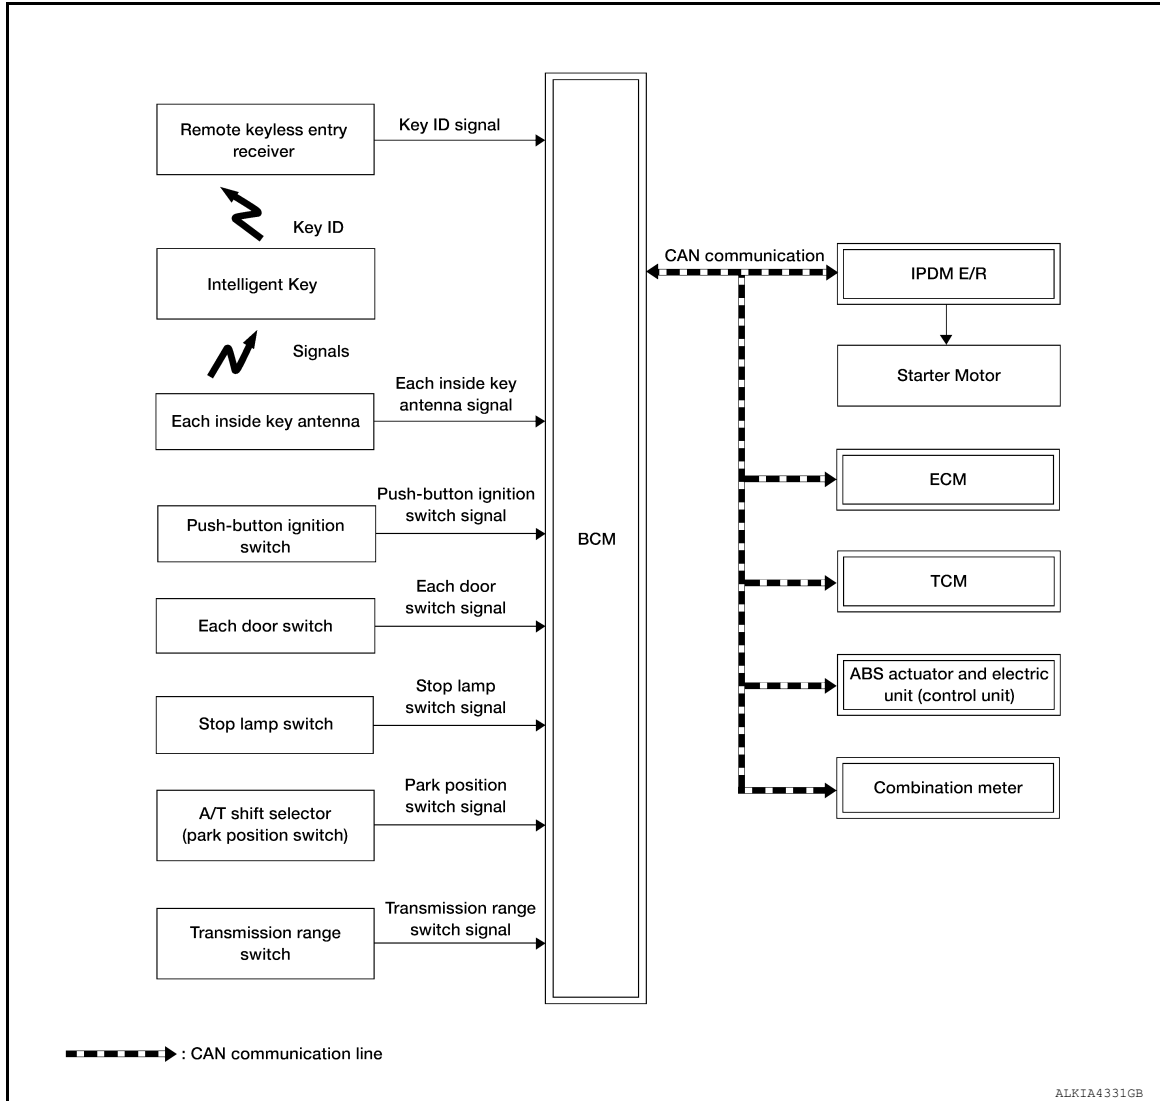 Remote keyless entry
receiver
Key ID signal
Key ID
Intelligent Key
Signals
Each inside key antenna
Each inside key
antenna signal
Push-button ignition
switch
Push-button ignition
switch signal
Each door switch
Each door
switch signal
Stop lamp switch
Stop lamp
switch signal
A/T shift selector
(park position switch)
Park position
switch signal
Transmission range
switch
Transmission range
switch signal
BCM
CAN communication
IPDM E/R
Starter Motor
ECM
TCM
ABS actuator and electric
unit (control unit)
Combination meter
: CAN communication line
ALKIA4331GB